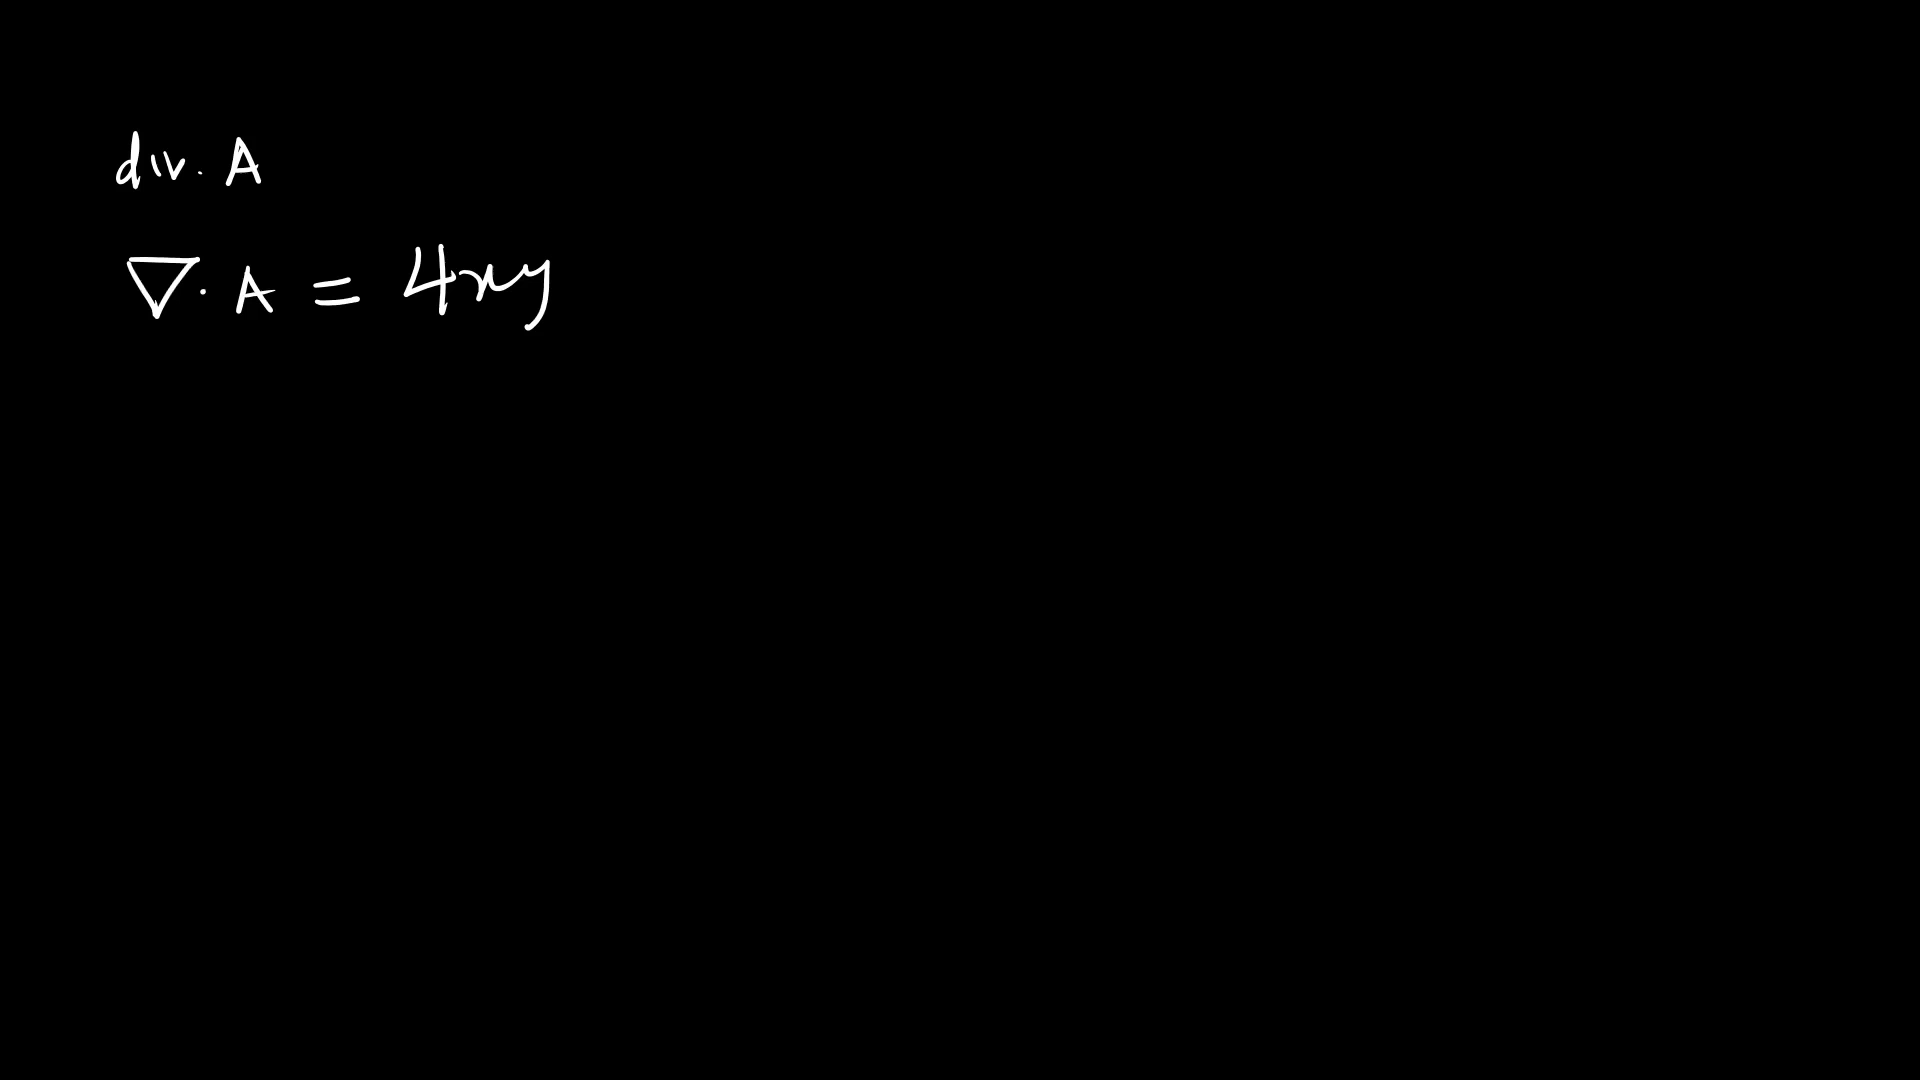 div. A
∇. A = 4xy